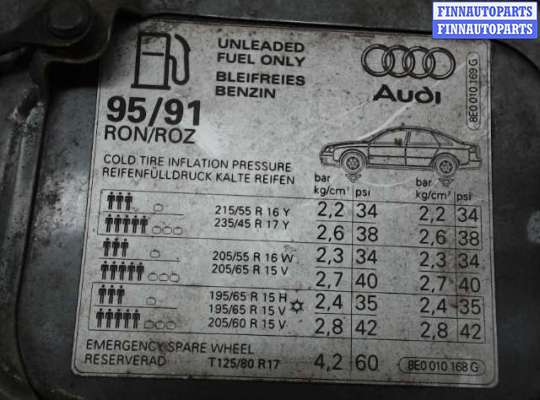 FINNAUTOPARTS
FINNAUTOPARTS
UNLEADED
FUEL ONLY
BLEIFREIES
BENZIN
Audi
8E0 010 169 G
95/91
RON/ROZ
COLD TIRE INFLATION PRESSURE
REIFENFÜLLDRUCK KALTE REIFEN
bar psi bar psi
kg/cm² kg/cm²
215/55 R 16 Y 2,2 34 2,2 34
235/45 R 17 Y 2,6 38 2,6 38
205/55 R 16 W 2,3 34 2,3 34
205/65 R 15 V 2,7 40 2,7 40
195/65 R 15 H 2,4 35 2,4 35
195/65 R 15 V
205/60 R 15 V 2,8 42 2,8 42
EMERGENCY SPARE WHEEL
RESERVERAD T125/80 R17 4,2 60 8E0 010 168 G